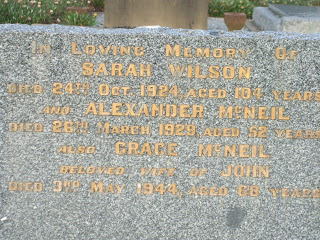 In Loving Memory Of
SARAH WILSON
DIED 24TH OCT. 1924, AGED 104 YEARS
AND ALEXANDER McNEIL
DIED 26TH MARCH 1929, AGED 52 YEARS
ALSO GRACE McNEIL
BELOVED WIFE OF JOHN
DIED 3RD MAY 1944, AGED 68 YEARS